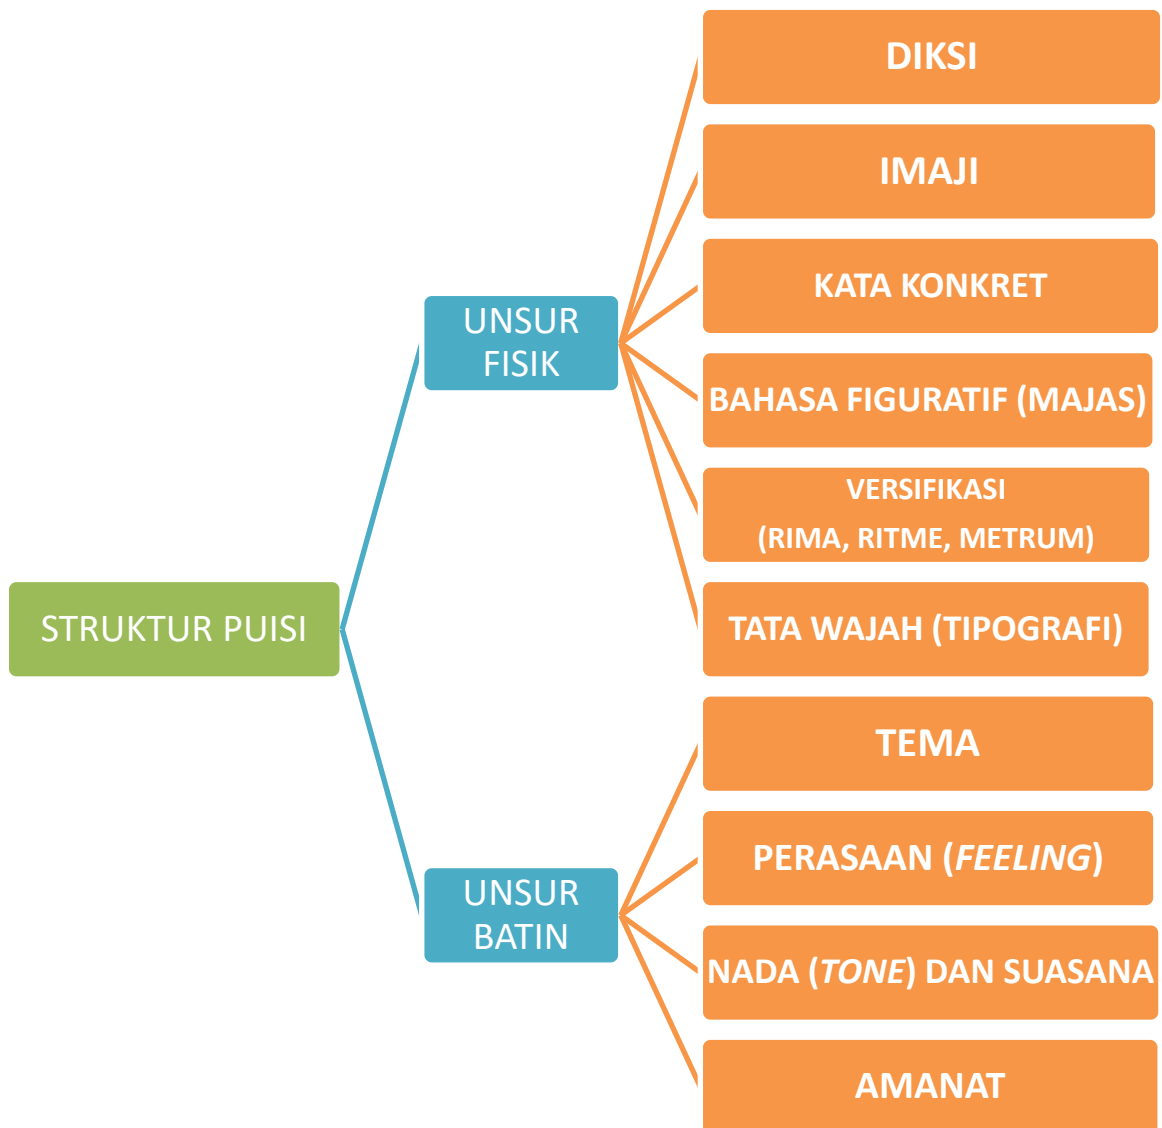 STRUKTUR PUISI
UNSUR
FISIK
DIKSI
IMAJI
KATA KONKRET
BAHASA FIGURATIF (MAJAS)
VERSIFIKASI
(RIMA, RITME, METRUM)
TATA WAJAH (TIPOGRAFI)
UNSUR
BATIN
TEMA
PERASAAN (FEELING)
NADA (TONE) DAN SUASANA
AMANAT